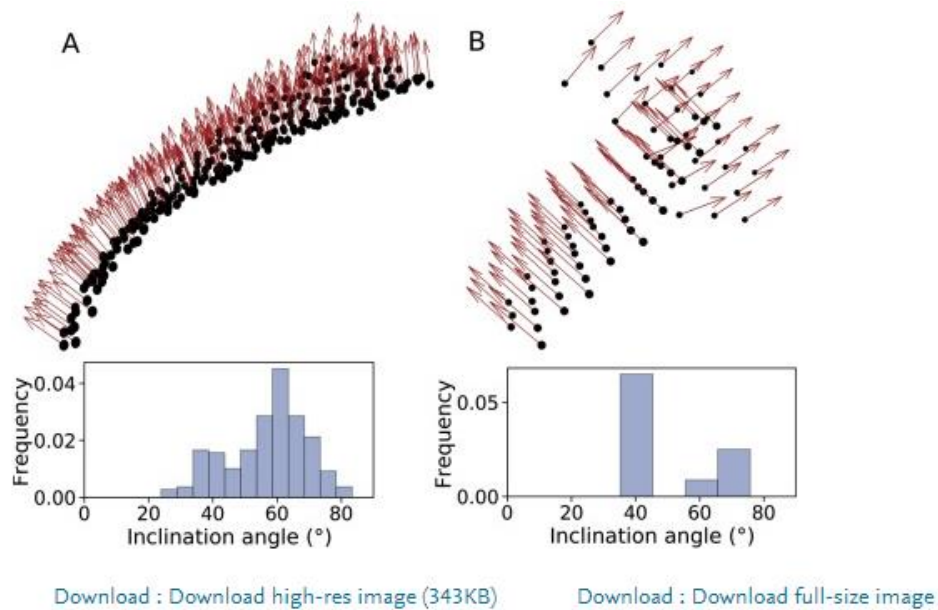 A
B
Frequency
0.04
0.02
0.00
0 20 40 60 80
Inclination angle (°)
Frequency
0.05
0.00
0 20 40 60 80
Inclination angle (°)
Download : Download high-res image (343KB)
Download : Download full-size image